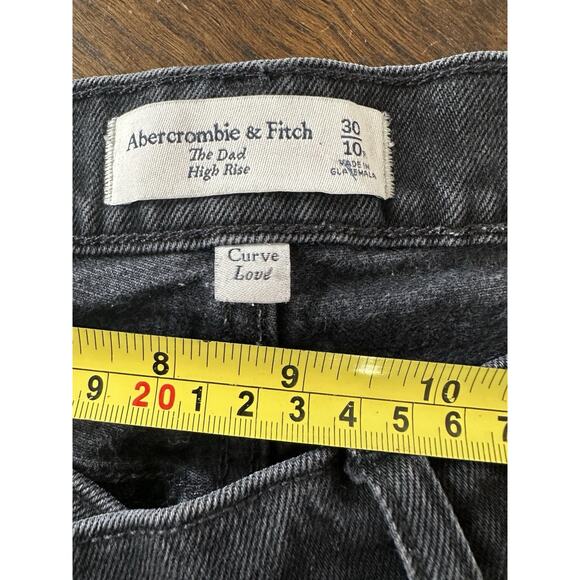 Abercrombie & Fitch
The Dad
High Rise
30
10
MADE IN
GUATEMALA
Curve
Love
8 9 10
9 20 1 2 3 4 5 6 7